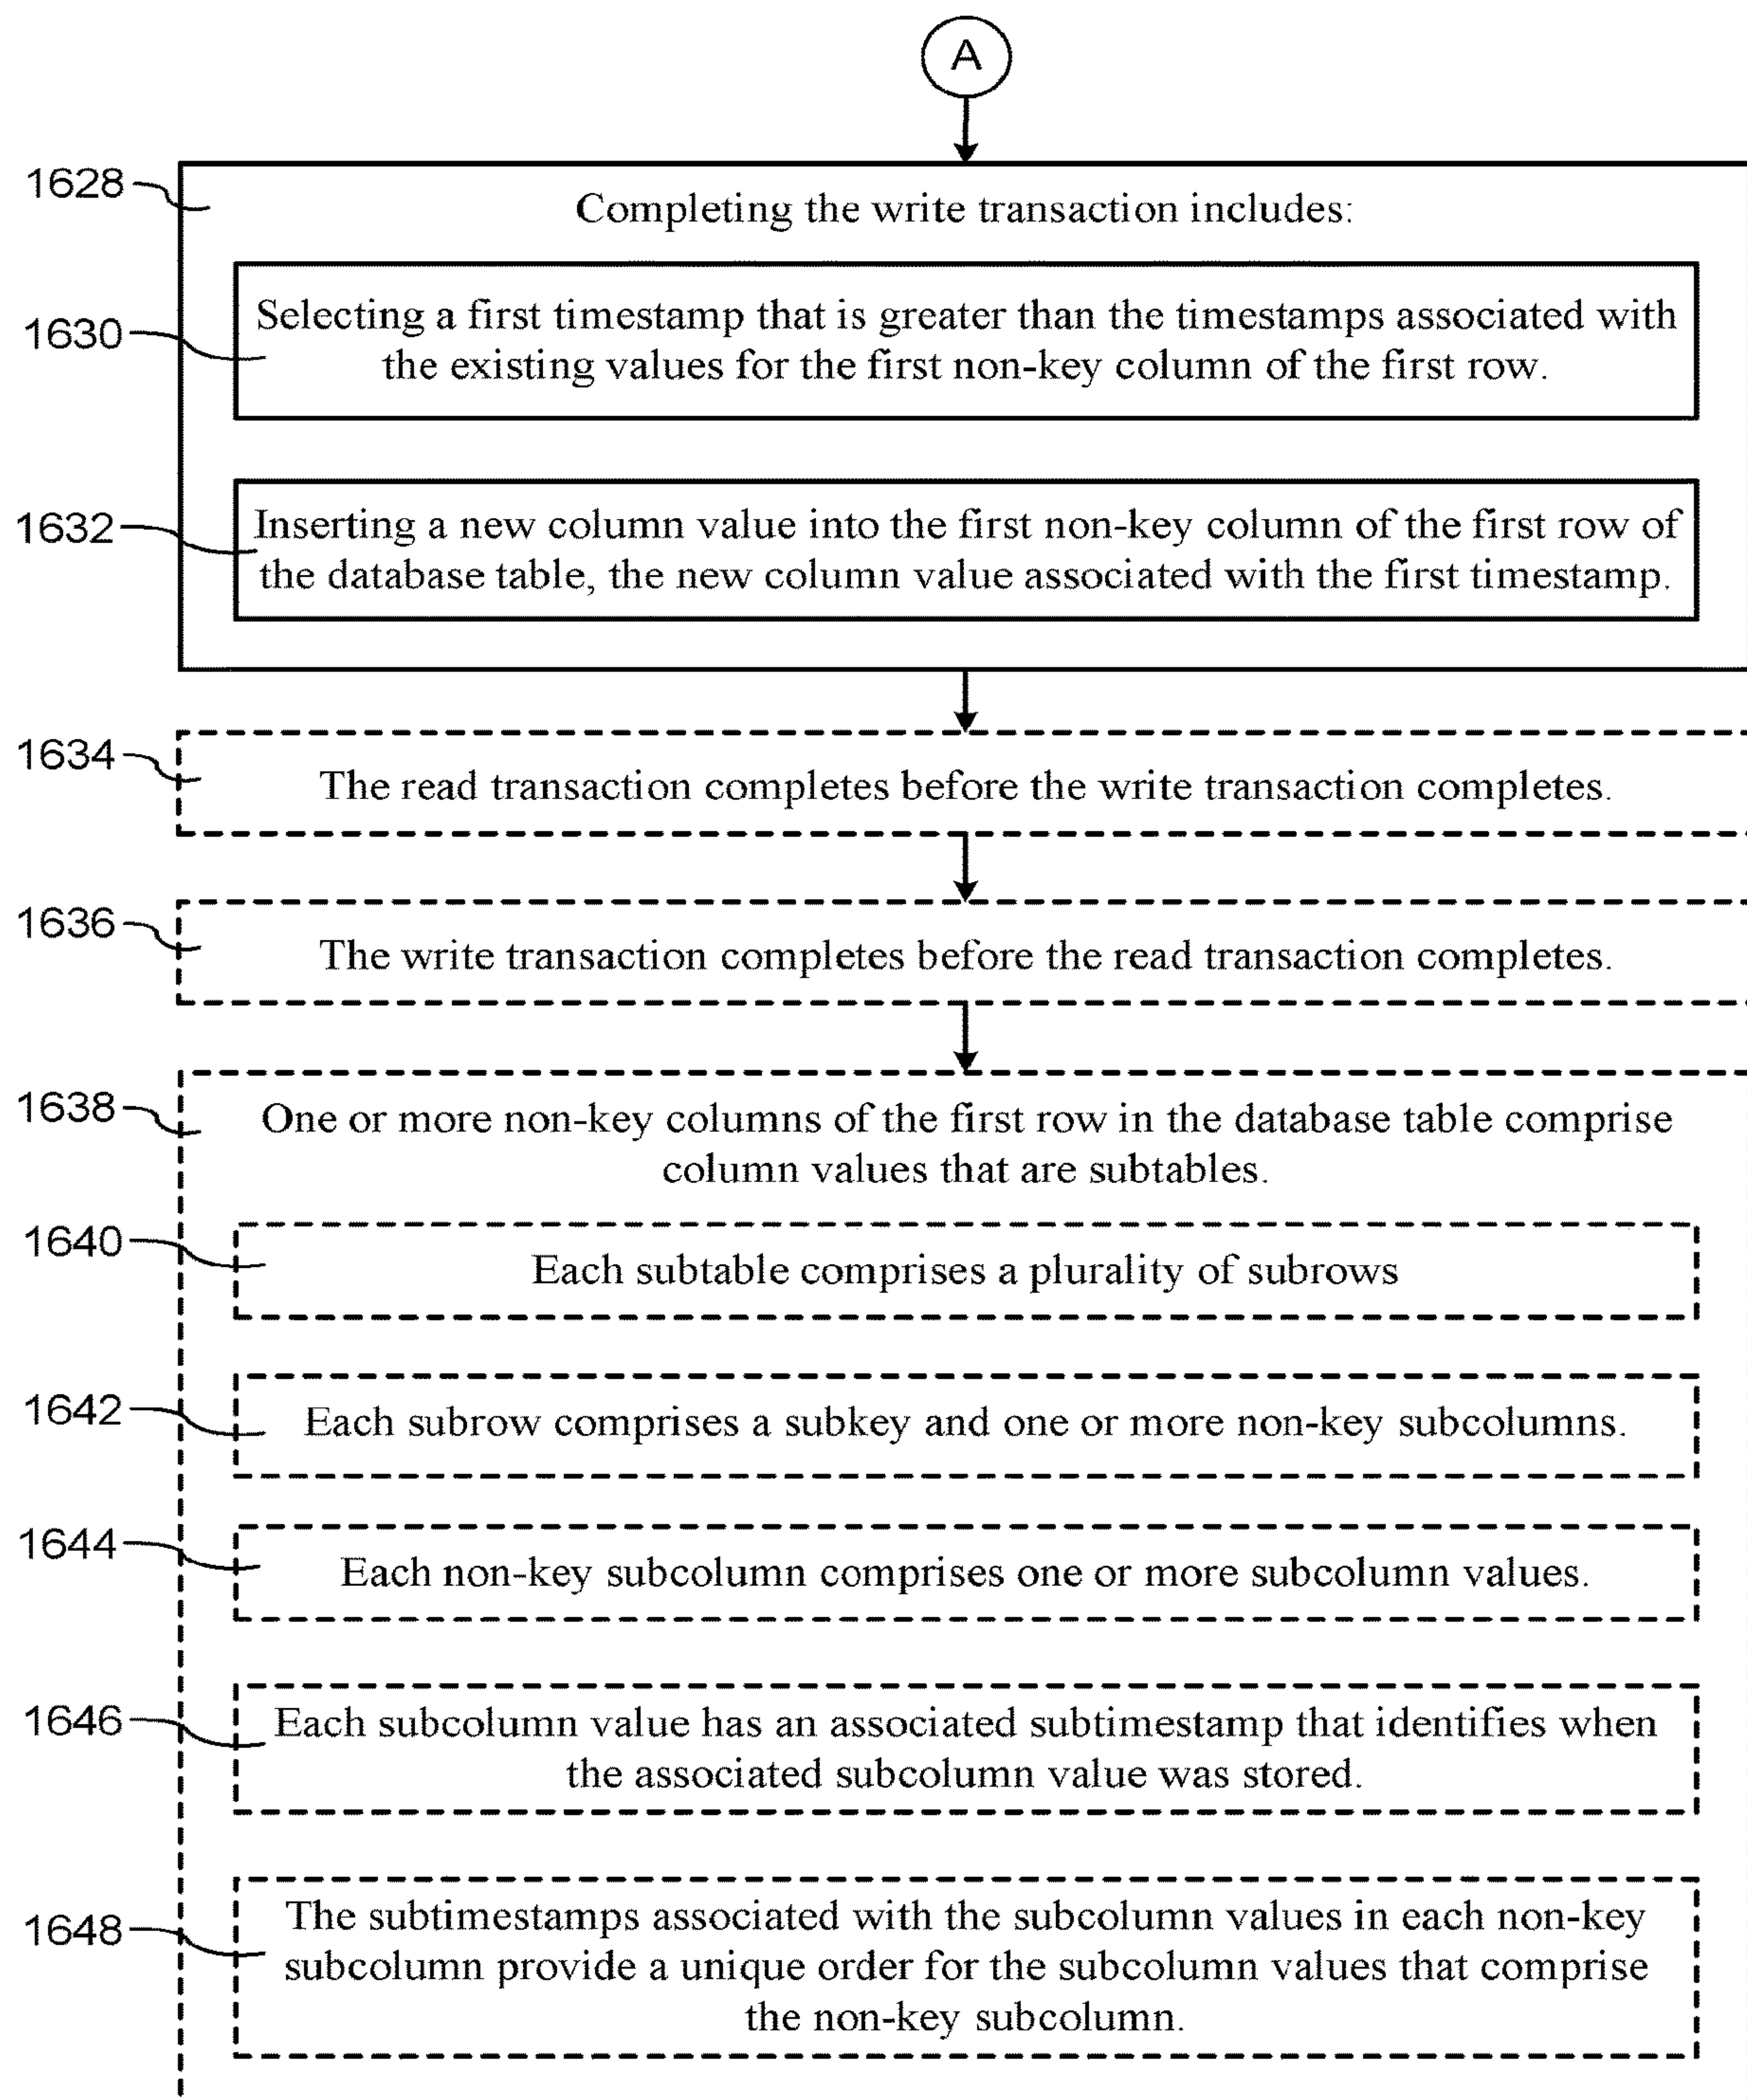 A
1628
Completing the write transaction includes:
1630
Selecting a first timestamp that is greater than the timestamps associated with
the existing values for the first non-key column of the first row.
1632
Inserting a new column value into the first non-key column of the first row of
the database table, the new column value associated with the first timestamp.
1634
The read transaction completes before the write transaction completes.
1636
The write transaction completes before the read transaction completes.
1638
One or more non-key columns of the first row in the database table comprise
column values that are subtables.
1640
Each subtable comprises a plurality of subrows
1642
Each subrow comprises a subkey and one or more non-key subcolumns.
1644
Each non-key subcolumn comprises one or more subcolumn values.
1646
Each subcolumn value has an associated subtimestamp that identifies when
the associated subcolumn value was stored.
1648
The subtimestamps associated with the subcolumn values in each non-key
subcolumn provide a unique order for the subcolumn values that comprise
the non-key subcolumn.